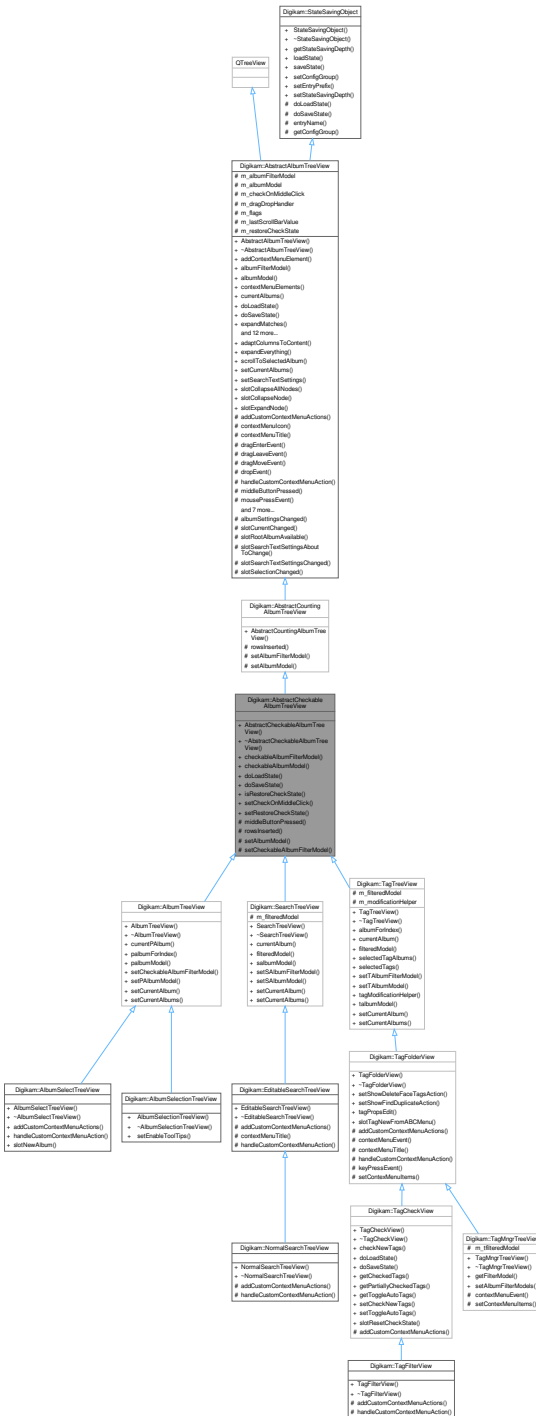 Digikam::StateSavingObject
+ StateSavingObject()
+ ~StateSavingObject()
+ getStateSavingDepth()
+ loadState()
+ saveState()
+ setConfigGroup()
+ setEntryPrefix()
+ setStateSavingDepth()
# doLoadState()
# doSaveState()
# entryName()
# getConfigGroup()
QTreeView
Digikam::AbstractAlbumTreeView
# m_albumFilterModel
# m_albumModel
# m_checkOnMiddleClick
# m_dragDropHandler
# m_flags
# m_lastScrollBarValue
# m_restoreCheckState
+ AbstractAlbumTreeView()
+ ~AbstractAlbumTreeView()
+ addContextMenuElement()
+ albumFilterModel()
+ albumModel()
+ contextMenuElements()
+ currentAlbums()
+ doLoadState()
+ doSaveState()
+ expandMatches()
and 12 more...
+ adaptColumnsToContent()
+ expandEverything()
+ scrollToSelectedAlbum()
+ setCurrentAlbums()
+ setSearchTextSettings()
+ slotCollapseAllNodes()
+ slotCollapseNode()
+ slotExpandNode()
# addCustomContextMenuActions()
# contextMenuIcon()
# contextMenuTitle()
# dragEnterEvent()
# dragLeaveEvent()
# dragMoveEvent()
# dropEvent()
# handleCustomContextMenuAction()
# middleButtonPressed()
# mousePressEvent()
and 7 more...
# albumSettingsChanged()
# slotCurrentChanged()
# slotRootAlbumAvailable()
# slotSearchTextSettingsAbout
ToChange()
# slotSearchTextSettingsChanged()
# slotSelectionChanged()
Digikam::AbstractCounting
AlbumTreeView
+ AbstractCountingAlbumTree
View()
# rowsInserted()
# setAlbumFilterModel()
# setAlbumModel()
Digikam::AbstractCheckable
AlbumTreeView
+ AbstractCheckableAlbumTree
View()
+ ~AbstractCheckableAlbumTree
View()
+ checkableAlbumFilterModel()
+ checkableAlbumModel()
+ doLoadState()
+ doSaveState()
+ isRestoreCheckState()
+ setCheckOnMiddleClick()
+ setRestoreCheckState()
# middleButtonPressed()
# rowsInserted()
# setAlbumModel()
# setCheckableAlbumFilterModel()
Digikam::AlbumTreeView
+ AlbumTreeView()
+ ~AlbumTreeView()
+ currentPAlbum()
+ palbumForIndex()
+ palbumModel()
+ setCheckableAlbumFilterModel()
+ setPAlbumModel()
+ setCurrentAlbum()
+ setCurrentAlbums()
Digikam::SearchTreeView
# m_filteredModel
+ SearchTreeView()
+ ~SearchTreeView()
+ currentAlbum()
+ filteredModel()
+ salbumModel()
+ setSAlbumFilterModel()
+ setSAlbumModel()
+ setCurrentAlbum()
+ setCurrentAlbums()
Digikam::TagTreeView
# m_filteredModel
# m_modificationHelper
+ TagTreeView()
+ ~TagTreeView()
+ albumForIndex()
+ currentAlbum()
+ filteredModel()
+ selectedTagAlbums()
+ selectedTags()
+ setTAlbumFilterModel()
+ setTAlbumModel()
+ tagModificationHelper()
+ talbumModel()
+ setCurrentAlbum()
+ setCurrentAlbums()
Digikam::AlbumSelectTreeView
+ AlbumSelectTreeView()
+ ~AlbumSelectTreeView()
+ addCustomContextMenuActions()
+ handleCustomContextMenuAction()
+ slotNewAlbum()
Digikam::AlbumSelectionTreeView
+ AlbumSelectionTreeView()
+ ~AlbumSelectionTreeView()
+ setEnableToolTips()
Digikam::EditableSearchTreeView
+ EditableSearchTreeView()
+ ~EditableSearchTreeView()
# addCustomContextMenuActions()
# contextMenuTitle()
# handleCustomContextMenuAction()
Digikam::TagFolderView
+ TagFolderView()
+ ~TagFolderView()
+ setShowDeleteFaceTagsAction()
+ setShowFindDuplicateAction()
+ tagPropsEdit()
+ slotTagNewFromABCMenu()
# addCustomContextMenuActions()
# contextMenuEvent()
# contextMenuTitle()
# handleCustomContextMenuAction()
# keyPressEvent()
# setContexMenuItems()
Digikam::NormalSearchTreeView
+ NormalSearchTreeView()
+ ~NormalSearchTreeView()
# addCustomContextMenuActions()
# handleCustomContextMenuAction()
Digikam::TagCheckView
+ TagCheckView()
+ ~TagCheckView()
+ checkNewTags()
+ doLoadState()
+ doSaveState()
+ getCheckedTags()
+ getPartiallyCheckedTags()
+ getToggleAutoTags()
+ setCheckNewTags()
+ setToggleAutoTags()
+ slotResetCheckState()
# addCustomContextMenuActions()
Digikam::TagMngrTreeView
# m_tfilteredModel
+ TagMngrTreeView()
+ ~TagMngrTreeView()
+ getFilterModel()
+ setAlbumFilterModels()
# contextMenuEvent()
# setContexMenuItems()
Digikam::TagFilterView
+ TagFilterView()
+ ~TagFilterView()
# addCustomContextMenuActions()
# handleCustomContextMenuAction()